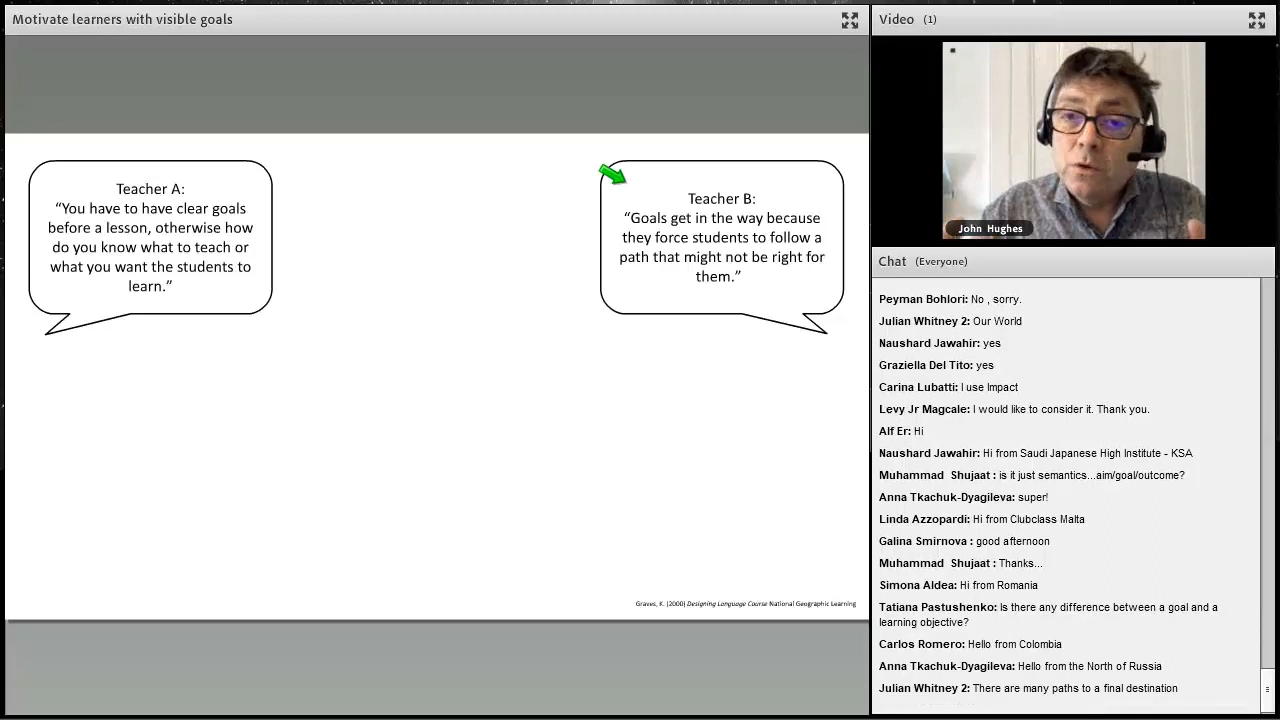 Motivate learners with visible goals
Teacher A:
“You have to have clear goals
before a lesson, otherwise how
do you know what to teach or
what you want the students to
learn.”
Teacher B:
“Goals get in the way because
they force students to follow a
path that might not be right for
them.”
Graves, K. (2000) Designing Language Course National Geographic Learning
Video (1)
John Hughes
Chat (Everyone)
Peyman Bohlori: No , sorry.
Julian Whitney 2: Our World
Naushard Jawahir: yes
Graziella Del Tito: yes
Carina Lubatti: I use Impact
Levy Jr Magcale: I would like to consider it. Thank you.
Alf Er: Hi
Naushard Jawahir: Hi from Saudi Japanese High Institute - KSA
Muhammad Shujaat : is it just semantics...aim/goal/outcome?
Anna Tkachuk-Dyagileva: super!
Linda Azzopardi: Hi from Clubclass Malta
Galina Smirnova : good afternoon
Muhammad Shujaat : Thanks...
Simona Aldea: Hi from Romania
Tatiana Pastushenko: Is there any difference between a goal and a
learning objective?
Carlos Romero: Hello from Colombia
Anna Tkachuk-Dyagileva: Hello from the North of Russia
Julian Whitney 2: There are many paths to a final destination